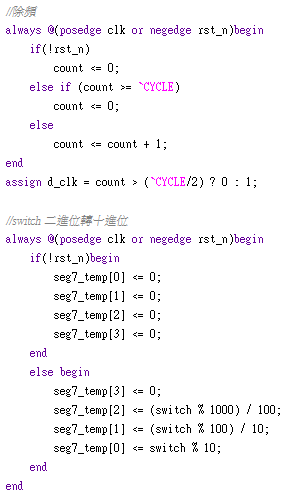 //除頻
always @(posedge clk or negedge rst_n)begin
    if(!rst_n)
        count <= 0;
    else if (count >= `CYCLE)
        count <= 0;
    else
        count <= count + 1;
end
assign d_clk = count > (`CYCLE/2) ? 0 : 1;

//switch 二進位轉十進位
always @(posedge clk or negedge rst_n)begin
    if(!rst_n)begin
        seg7_temp[0] <= 0;
        seg7_temp[1] <= 0;
        seg7_temp[2] <= 0;
        seg7_temp[3] <= 0;
    end
    else begin
        seg7_temp[3] <= 0;
        seg7_temp[2] <= (switch % 1000) / 100;
        seg7_temp[1] <= (switch % 100) / 10;
        seg7_temp[0] <= switch % 10;
    end
end